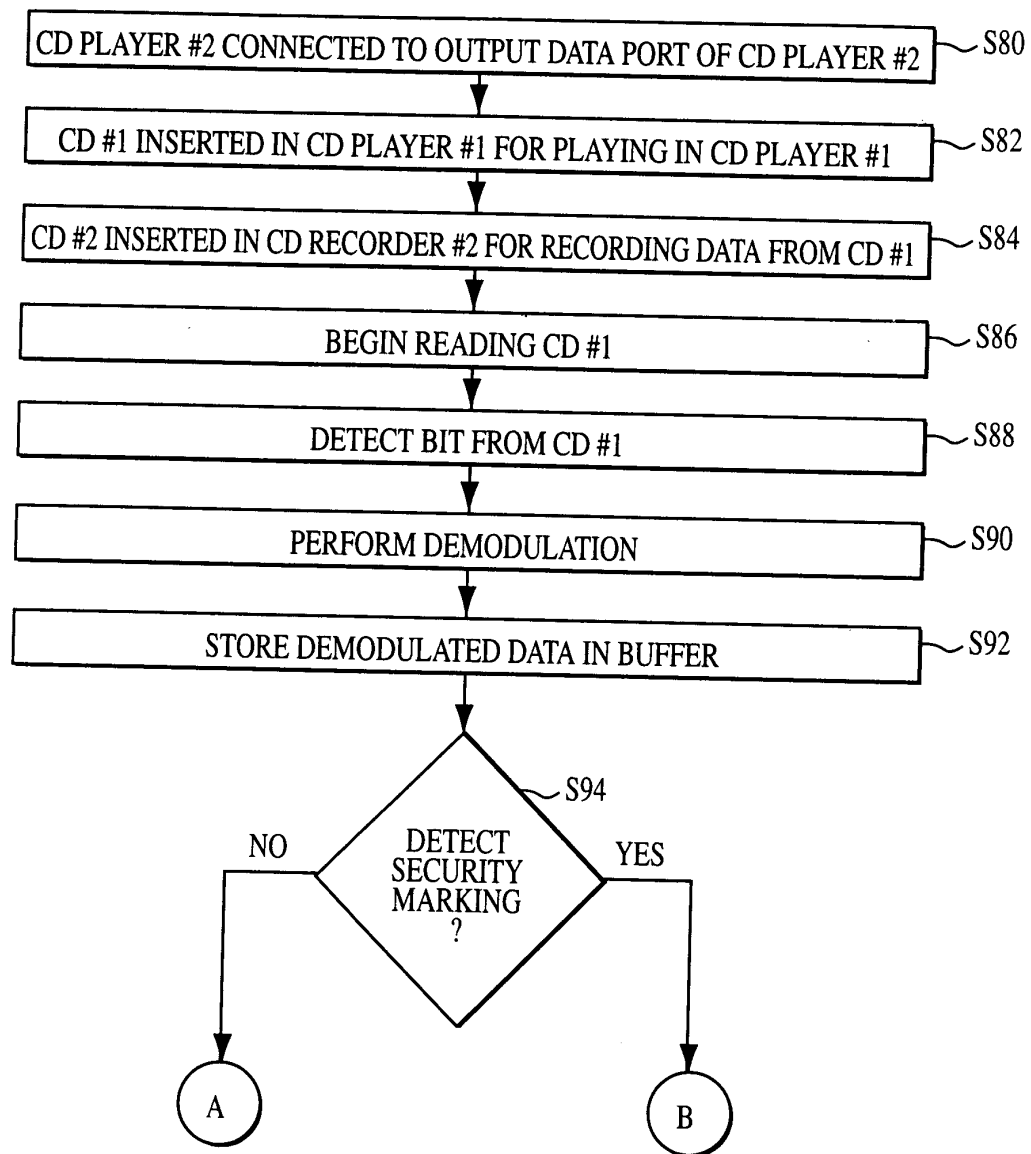 CD PLAYER #2 CONNECTED TO OUTPUT DATA PORT OF CD PLAYER #2
S80
CD #1 INSERTED IN CD PLAYER #1 FOR PLAYING IN CD PLAYER #1
S82
CD #2 INSERTED IN CD RECORDER #2 FOR RECORDING DATA FROM CD #1
S84
BEGIN READING CD #1
S86
DETECT BIT FROM CD #1
S88
PERFORM DEMODULATION
S90
STORE DEMODULATED DATA IN BUFFER
S92
S94
DETECT
SECURITY
MARKING
?
NO
YES
A
B